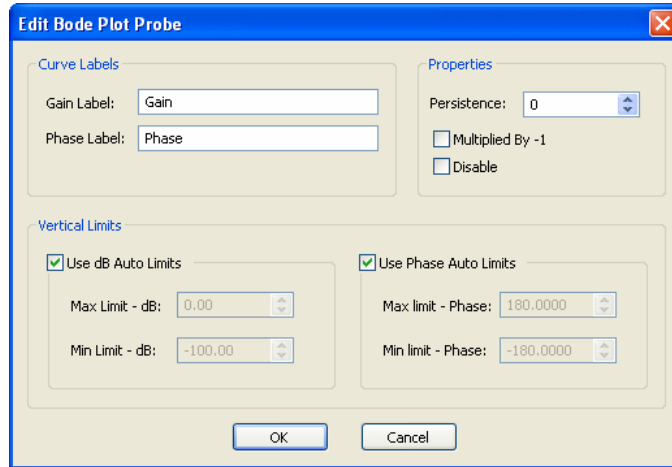 Edit Bode Plot Probe
Curve Labels
Gain Label: Gain
Phase Label: Phase
Properties
Persistence: 0
Multiplied By -1
Disable
Vertical Limits
Use dB Auto Limits
Max Limit - dB: 0.00
Min Limit - dB: -100.00
Use Phase Auto Limits
Max limit - Phase: 180.0000
Min limit - Phase: -180.0000
OK Cancel